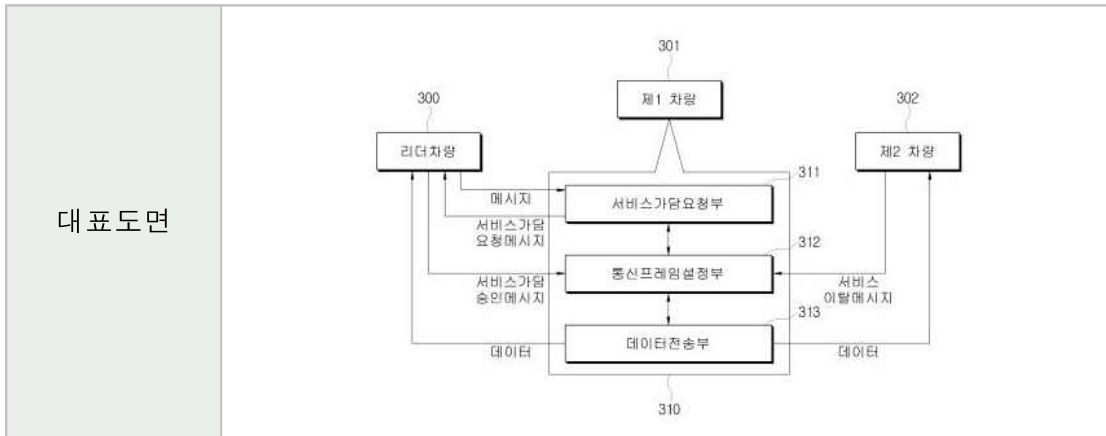 대표도면
301
제1 차량
300
리더차량
302
제2 차량
311
서비스가담요청부
메시지
서비스가담
요청메시지
312
통신프레임설정부
서비스가담
승인메시지
서비스
이탈메시지
313
데이터전송부
데이터
데이터
310